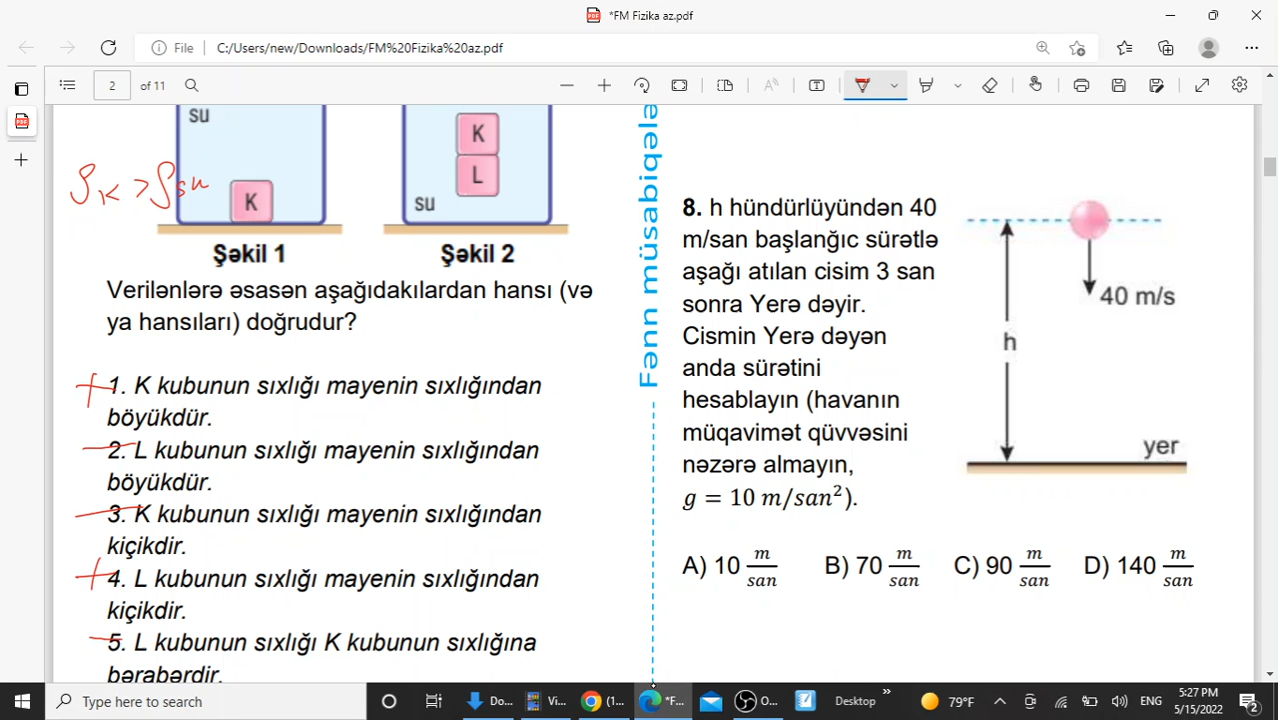 *FM Fizika az.pdf
File
C:/Users/new/Downloads/FM%20Fizika%20az.pdf
2
of 11
su
K
ρK > ρsu
Şəkil 1
K
L
su
Şəkil 2
Verilənlərə əsasən aşağıdakılardan hansı (və
ya hansıları) doğrudur?
1. K kubunun sıxlığı mayenin sıxlığından
böyükdür.
2. L kubunun sıxlığı mayenin sıxlığından
böyükdür.
3. K kubunun sıxlığı mayenin sıxlığından
kiçikdir.
4. L kubunun sıxlığı mayenin sıxlığından
kiçikdir.
5. L kubunun sıxlığı K kubunun sıxlığına
bərabərdir.
Fənn müsabiqələ
8. h hündürlüyündən 40
m/san başlanğıc sürətlə
aşağı atılan cisim 3 san
sonra Yerə dəyir.
Cismin Yerə dəyən
anda sürətini
hesablayın (havanın
müqavimət qüvvəsini
nəzərə almayın,
g = 10 m/san²).
40 m/s
h
yer
A) 10 m/san B) 70 m/san C) 90 m/san D) 140 m/san
Type here to search
Do...
Vi...
(1...
*F...
O...
Desktop
79°F
ENG
5:27 PM
5/15/2022
2